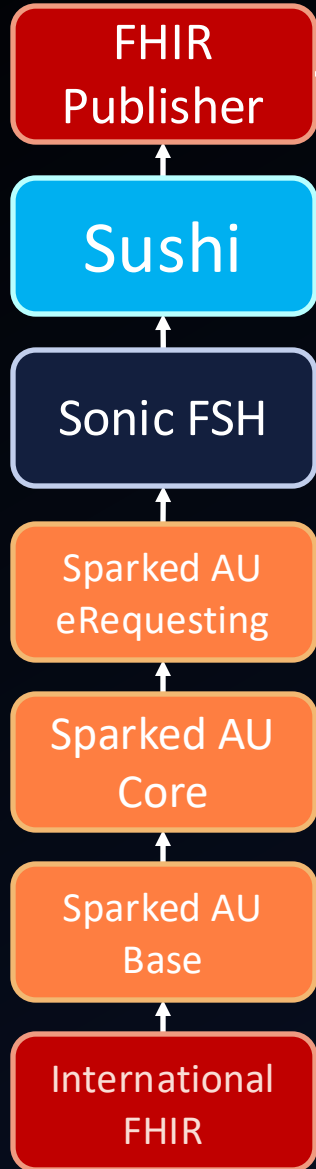 FHIR
Publisher
Sushi
Sonic FSH
Sparked AU
eRequesting
Sparked AU
Core
Sparked AU
Base
International
FHIR